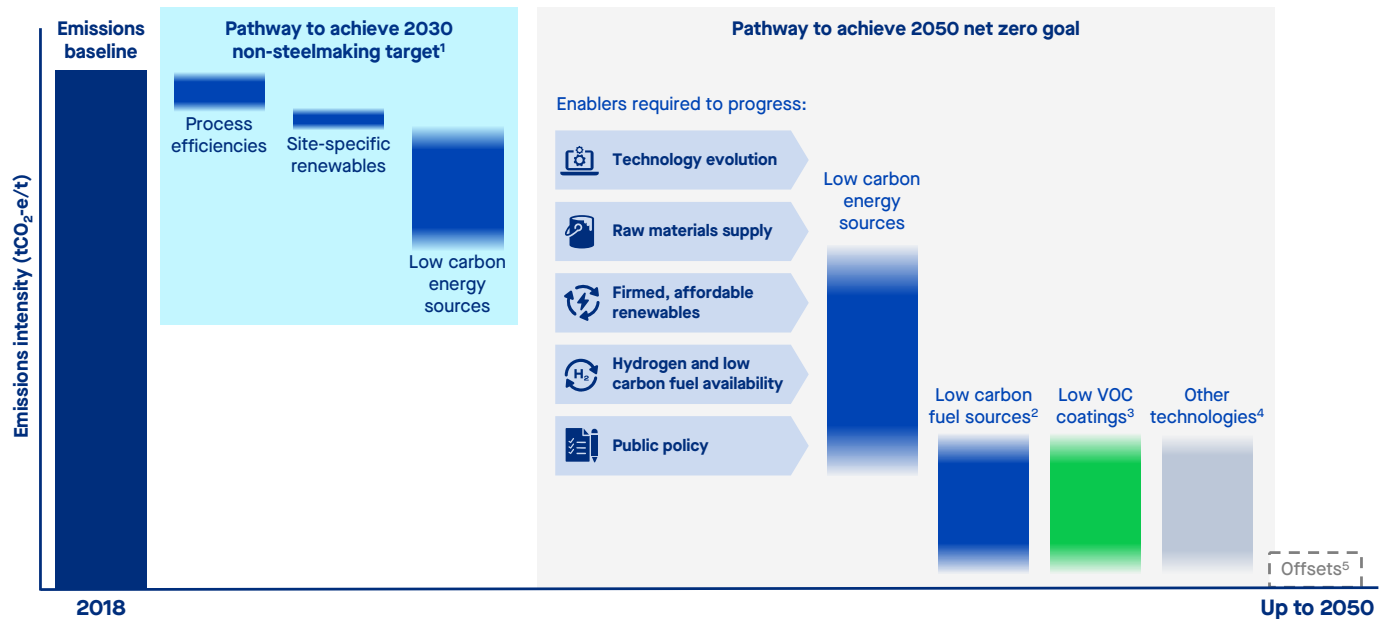 Emissions
baseline
Pathway to achieve 2030
non-steelmaking target¹
Pathway to achieve 2050 net zero goal
Emissions intensity (tCO₂-e/t)
Process
efficiencies
Site-specific
renewables
Low carbon
energy
sources
Enablers required to progress:
Technology evolution
Raw materials supply
Firmed, affordable
renewables
H₂
Hydrogen and low
carbon fuel availability
Public policy
Low carbon
energy
sources
Low carbon
fuel sources²
Low VOC
coatings³
Other
technologies⁴
Offsets⁵
2018
Up to 2050